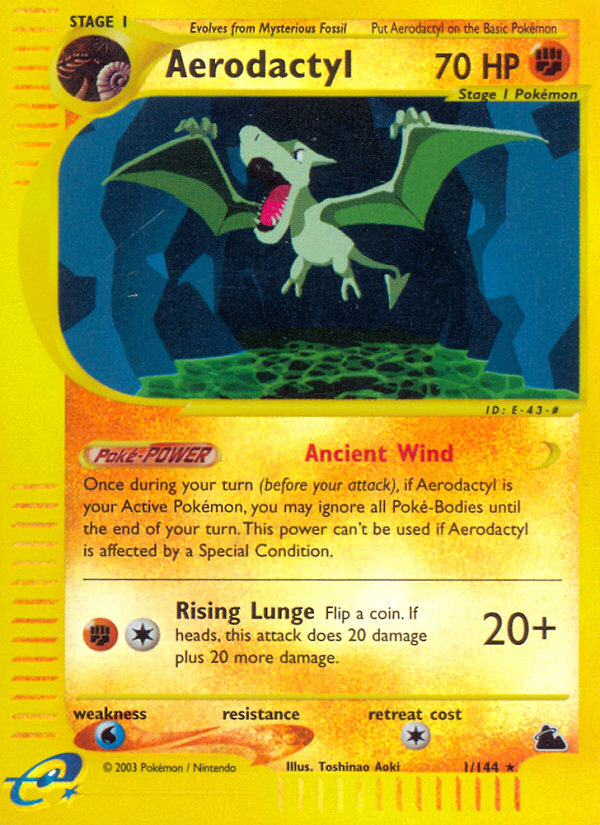 STAGE 1
Evolves from Mysterious Fossil Put Aerodactyl on the Basic Pokémon
Aerodactyl 70 HP
Stage 1 Pokémon
ID: E-43-#
Poké-POWER Ancient Wind
Once during your turn (before your attack), if Aerodactyl is
your Active Pokémon, you may ignore all Poké-Bodies until
the end of your turn. This power can't be used if Aerodactyl
is affected by a Special Condition.
Rising Lunge Flip a coin. If
heads, this attack does 20 damage
plus 20 more damage.
20+
weakness resistance retreat cost
© 2003 Pokémon / Nintendo Illus. Toshinao Aoki 1/144 ★
e